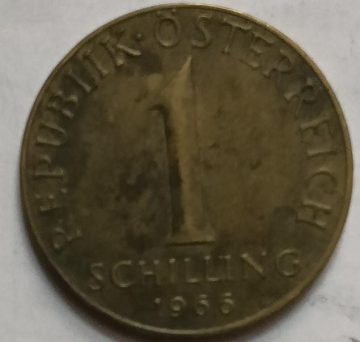 REPUBLIK · ÖSTERREICH
1
SCHILLING
1966